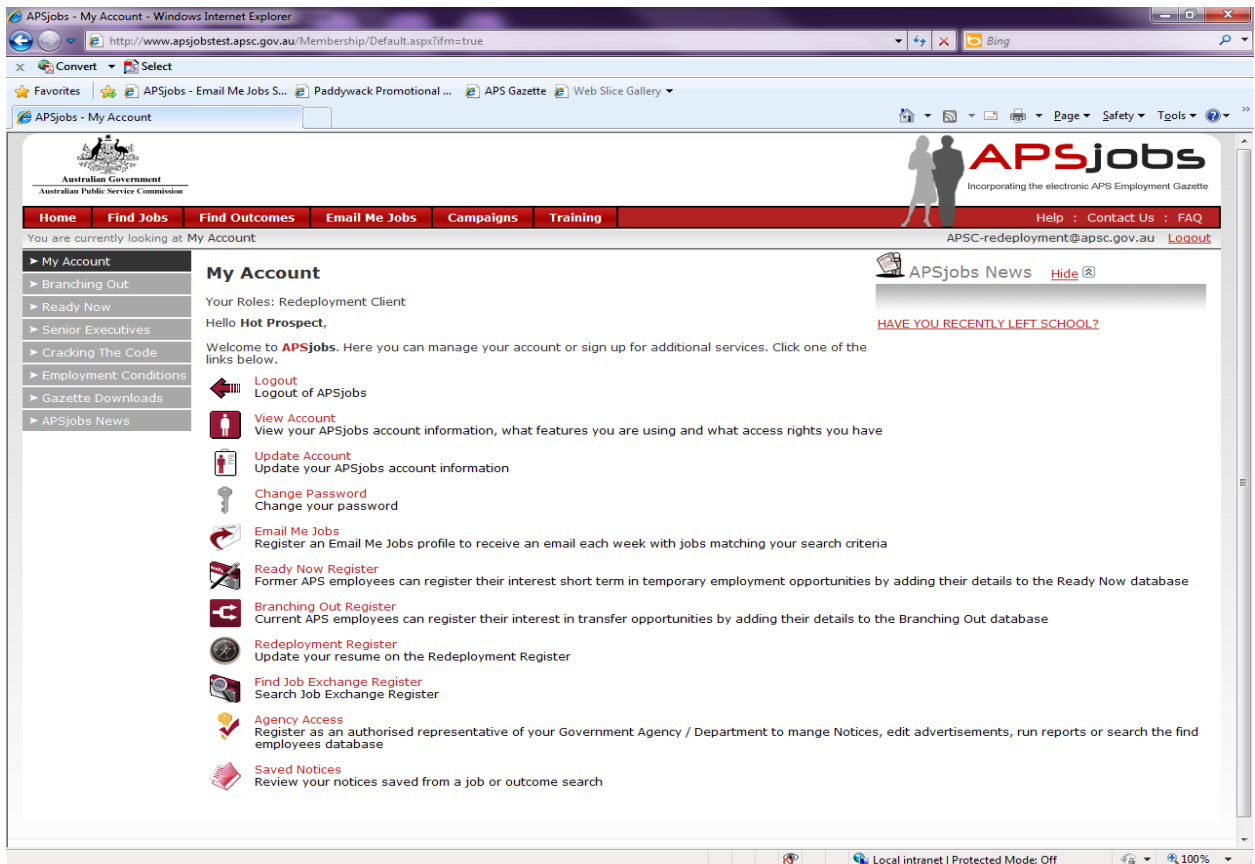 APSjobs - My Account - Windows Internet Explorer
http://www.apsjobstest.apsc.gov.au/Membership/Default.aspx?ifm=true
Bing
x Convert Select
Favorites APSjobs - Email Me Jobs S... Paddywack Promotional ... APS Gazette Web Slice Gallery
APSjobs - My Account
Page Safety Tools
Australian Government
Australian Public Service Commission
APSjobs
Incorporating the electronic APS Employment Gazette
Home Find Jobs Find Outcomes Email Me Jobs Campaigns Training Help : Contact Us : FAQ
You are currently looking at My Account APSC-redeployment@apsc.gov.au Logout
My Account
Branching Out
Ready Now
Senior Executives
Cracking The Code
Employment Conditions
Gazette Downloads
APSjobs News
My Account
Your Roles: Redeployment Client
Hello Hot Prospect,
Welcome to APSjobs. Here you can manage your account or sign up for additional services. Click one of the
links below.
Logout
Logout of APSjobs
View Account
View your APSjobs account information, what features you are using and what access rights you have
Update Account
Update your APSjobs account information
Change Password
Change your password
Email Me Jobs
Register an Email Me Jobs profile to receive an email each week with jobs matching your search criteria
Ready Now Register
Former APS employees can register their interest short term in temporary employment opportunities by adding their details to the Ready Now database
Branching Out Register
Current APS employees can register their interest in transfer opportunities by adding their details to the Branching Out database
Redeployment Register
Update your resume on the Redeployment Register
Find Job Exchange Register
Search Job Exchange Register
Agency Access
Register as an authorised representative of your Government Agency / Department to mange Notices, edit advertisements, run reports or search the find
employees database
Saved Notices
Review your notices saved from a job or outcome search
APSjobs News Hide
HAVE YOU RECENTLY LEFT SCHOOL?
Local intranet | Protected Mode: Off 100%